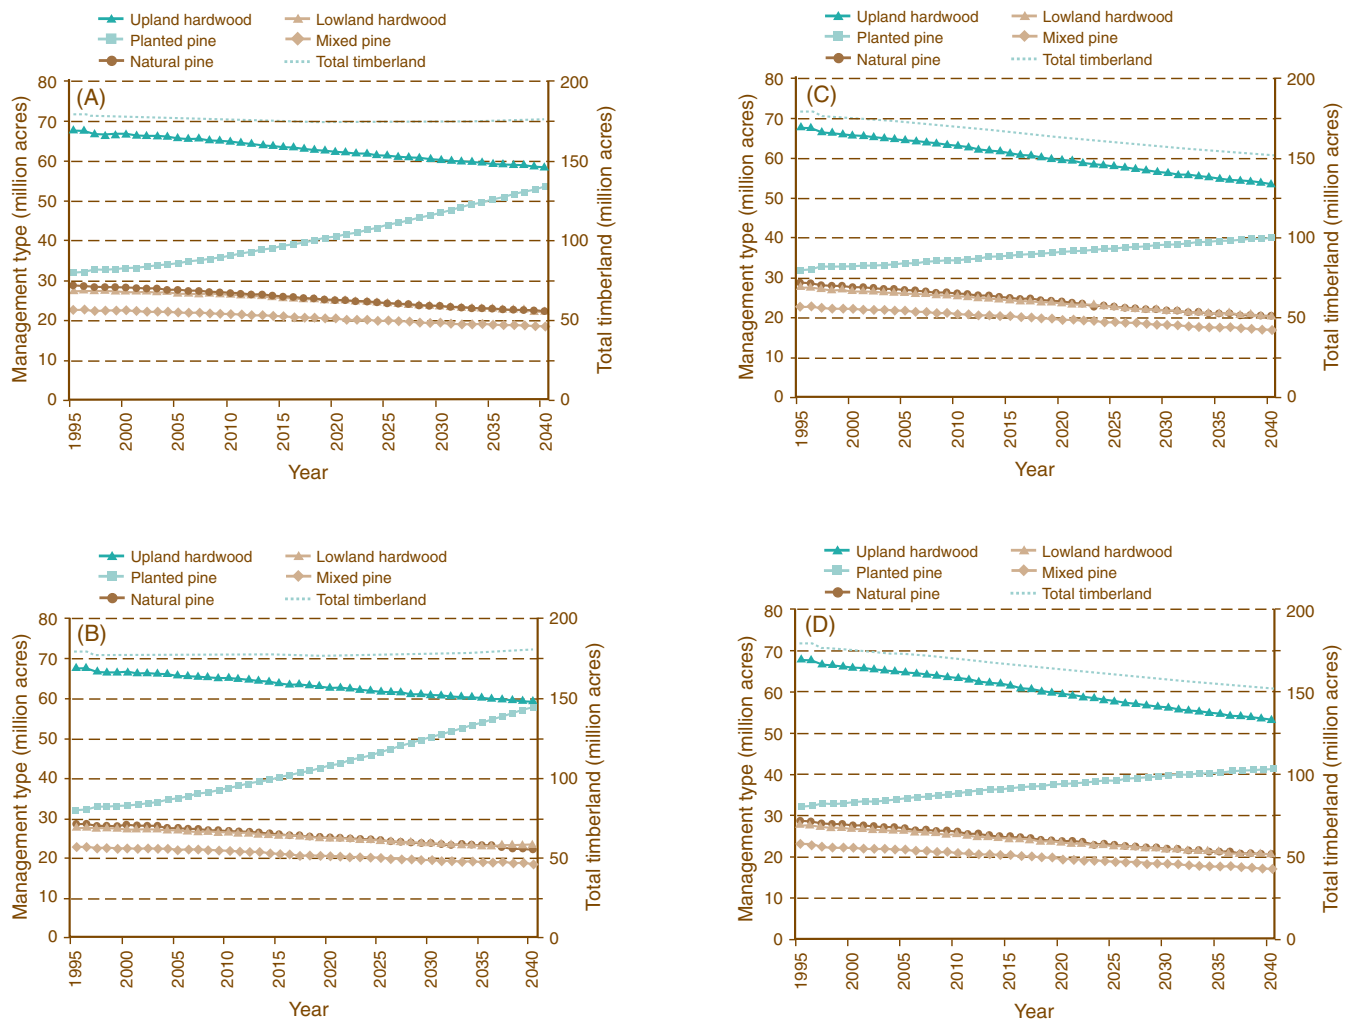 Upland hardwood
Lowland hardwood
Planted pine
Mixed pine
Natural pine
Total timberland
(A)
80
70
60
50
40
30
20
10
0
200
150
100
50
0
Management type (million acres)
Total timberland (million acres)
1995
2000
2005
2010
2015
2020
2025
2030
2035
2040
Year
Upland hardwood
Lowland hardwood
Planted pine
Mixed pine
Natural pine
Total timberland
(C)
80
70
60
50
40
30
20
10
0
200
150
100
50
0
Management type (million acres)
Total timberland (million acres)
1995
2000
2005
2010
2015
2020
2025
2030
2035
2040
Year
Upland hardwood
Lowland hardwood
Planted pine
Mixed pine
Natural pine
Total timberland
(B)
80
70
60
50
40
30
20
10
0
200
150
100
50
0
Management type (million acres)
Total timberland (million acres)
1995
2000
2005
2010
2015
2020
2025
2030
2035
2040
Year
Upland hardwood
Lowland hardwood
Planted pine
Mixed pine
Natural pine
Total timberland
(D)
80
70
60
50
40
30
20
10
0
200
150
100
50
0
Management type (million acres)
Total timberland (million acres)
1995
2000
2005
2010
2015
2020
2025
2030
2035
2040
Year